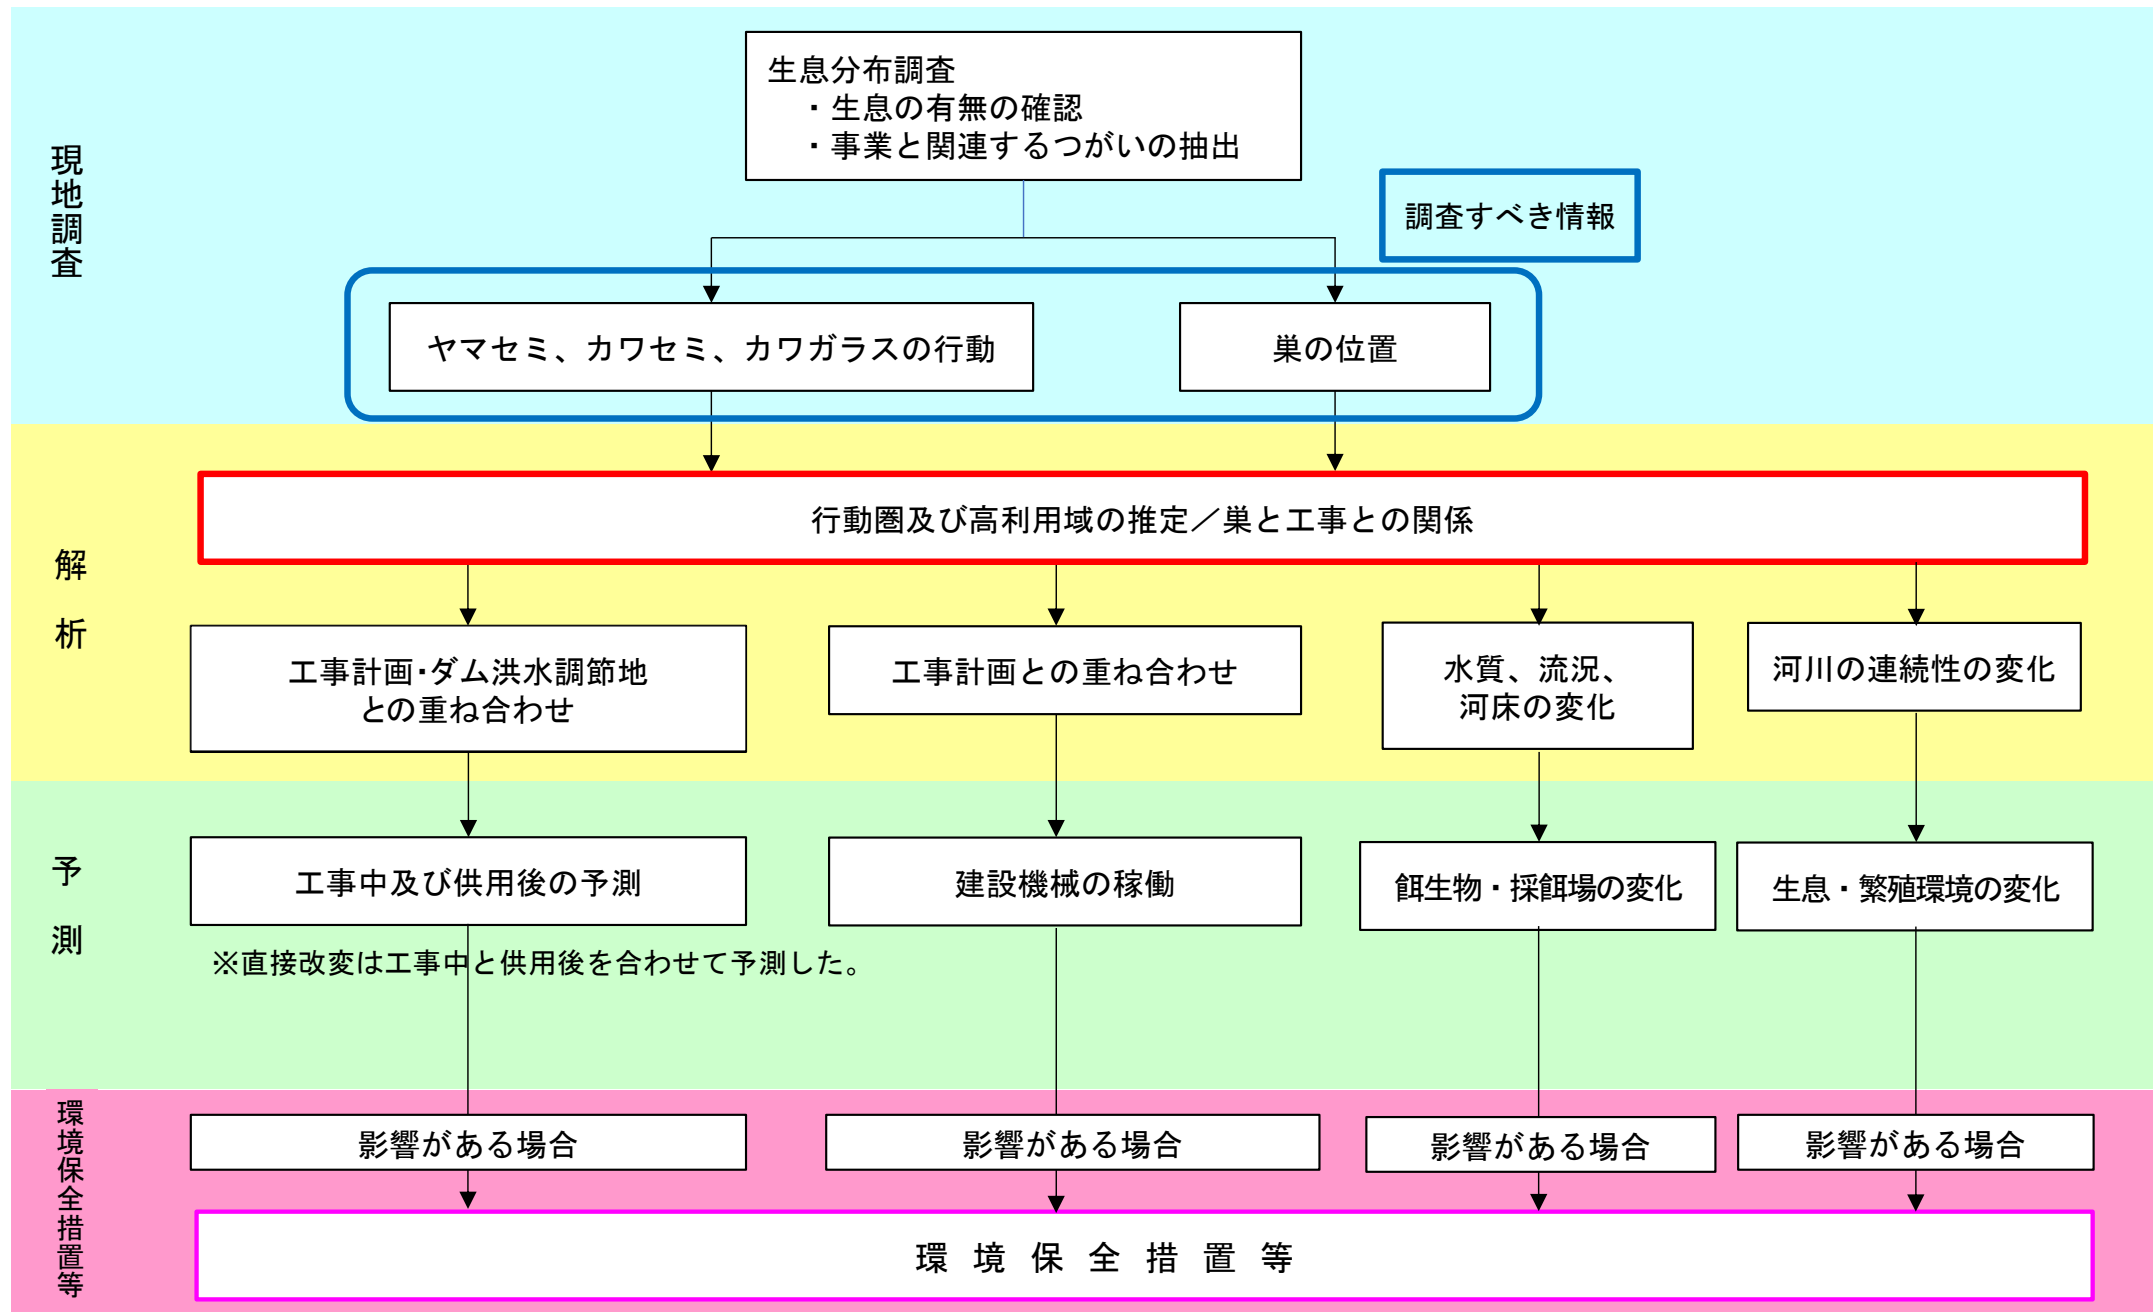 現地調査
生息分布調査
・生息の有無の確認
・事業と関連するつがいの抽出
調査すべき情報
ヤマセミ、カワセミ、カワガラスの行動
巣の位置
解析
行動圏及び高利用域の推定／巣と工事との関係
工事計画・ダム洪水調節地
との重ね合わせ
工事計画との重ね合わせ
水質、流況、
河床の変化
河川の連続性の変化
予測
工事中及び供用後の予測
建設機械の稼働
餌生物・採餌場の変化
生息・繁殖環境の変化
※直接改変は工事中と供用後を合わせて予測した。
環境保全措置等
影響がある場合
影響がある場合
影響がある場合
影響がある場合
環境保全措置等